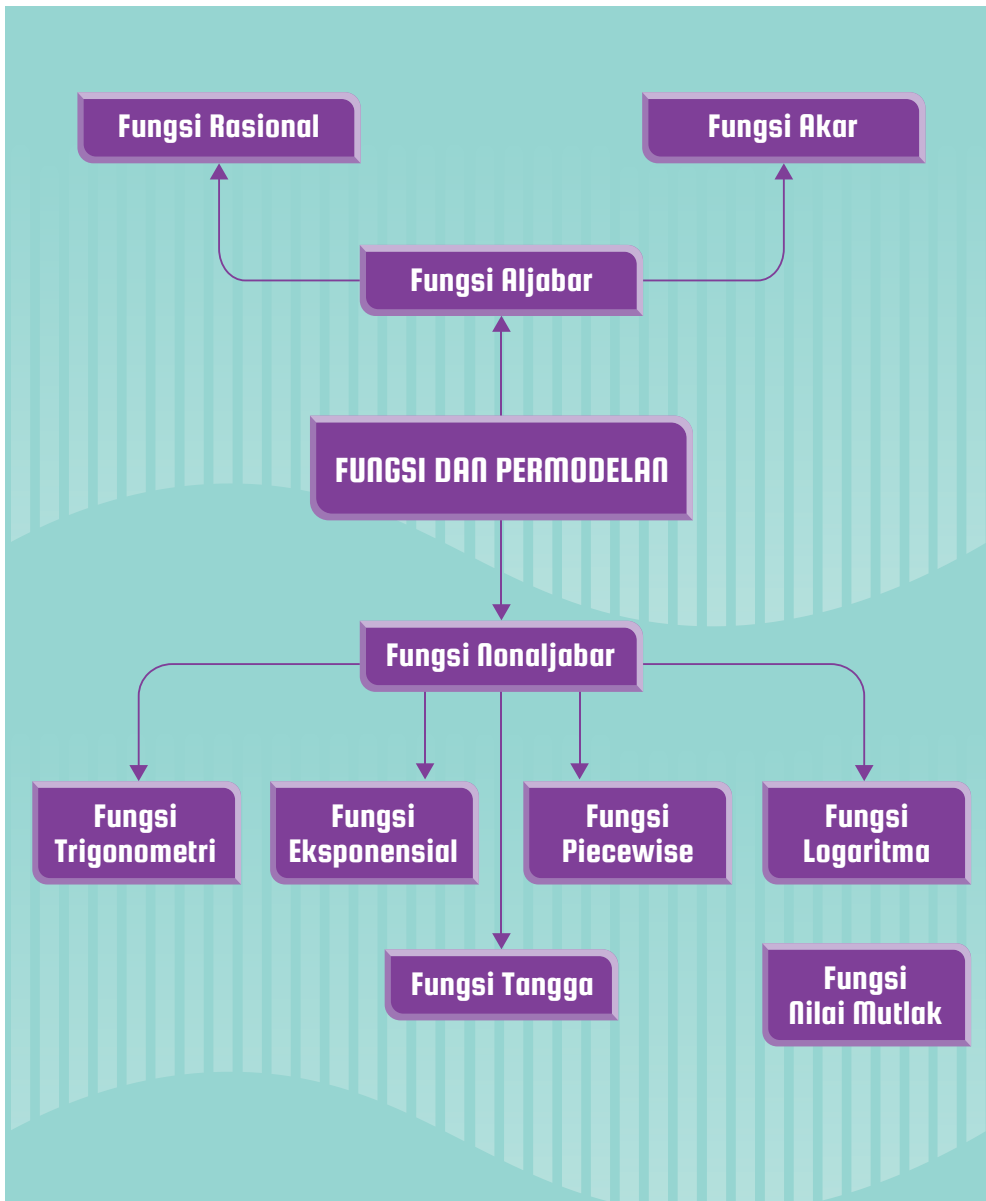 Fungsi Rasional
Fungsi Akar
Fungsi Aljabar
FUNGSI DAN PERMODELAN
Fungsi Nonaljabar
Fungsi
Trigonometri
Fungsi
Eksponensial
Fungsi
Piecewise
Fungsi
Logaritma
Fungsi Tangga
Fungsi
Nilai Mutlak